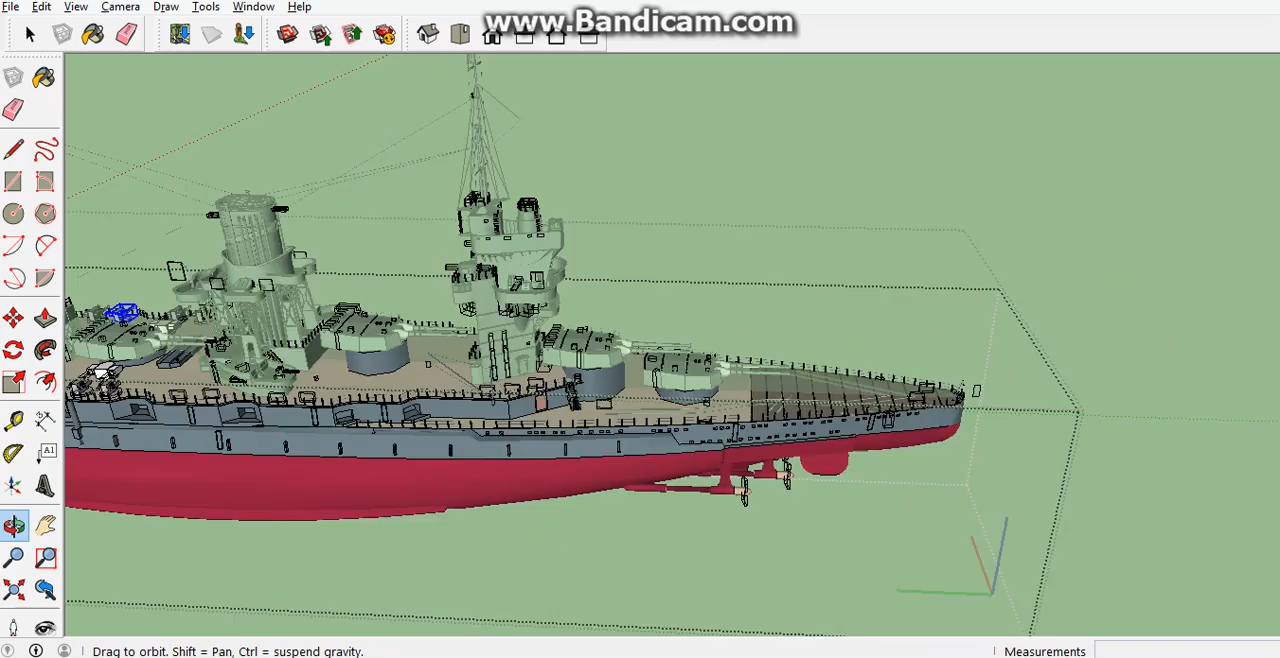 File Edit View Camera Draw Tools Window Help
www.Bandicam.com
A1
Drag to orbit. Shift = Pan, Ctrl = suspend gravity.
Measurements